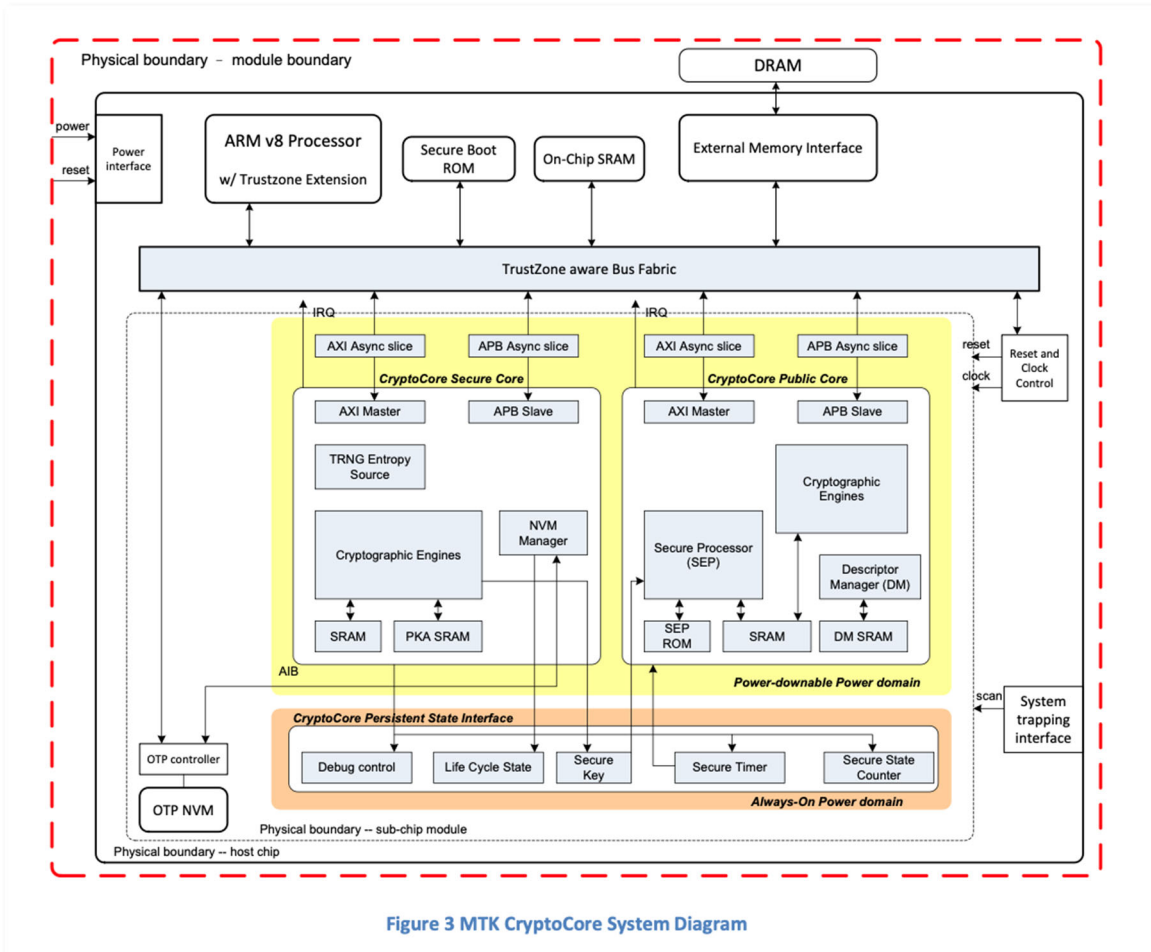 Physical boundary – module boundary
DRAM
power
reset
Power
interface
ARM v8 Processor
w/ Trustzone Extension
Secure Boot
ROM
On-Chip SRAM
External Memory Interface
TrustZone aware Bus Fabric
IRQ
IRQ
AXI Async slice
APB Async slice
AXI Async slice
APB Async slice
reset
clock
Reset and
Clock
Control
CryptoCore Secure Core
CryptoCore Public Core
AXI Master
APB Slave
AXI Master
APB Slave
TRNG Entropy
Source
Cryptographic
Engines
Cryptographic Engines
NVM
Manager
Secure Processor
(SEP)
Descriptor
Manager (DM)
SRAM
PKA SRAM
SEP
ROM
SRAM
DM SRAM
AIB
Power-downable Power domain
scan
System
trapping
interface
CryptoCore Persistent State Interface
OTP controller
Debug control
Life Cycle State
Secure
Key
Secure Timer
Secure State
Counter
OTP NVM
Always-On Power domain
Physical boundary -- sub-chip module
Physical boundary -- host chip
Figure 3 MTK CryptoCore System Diagram